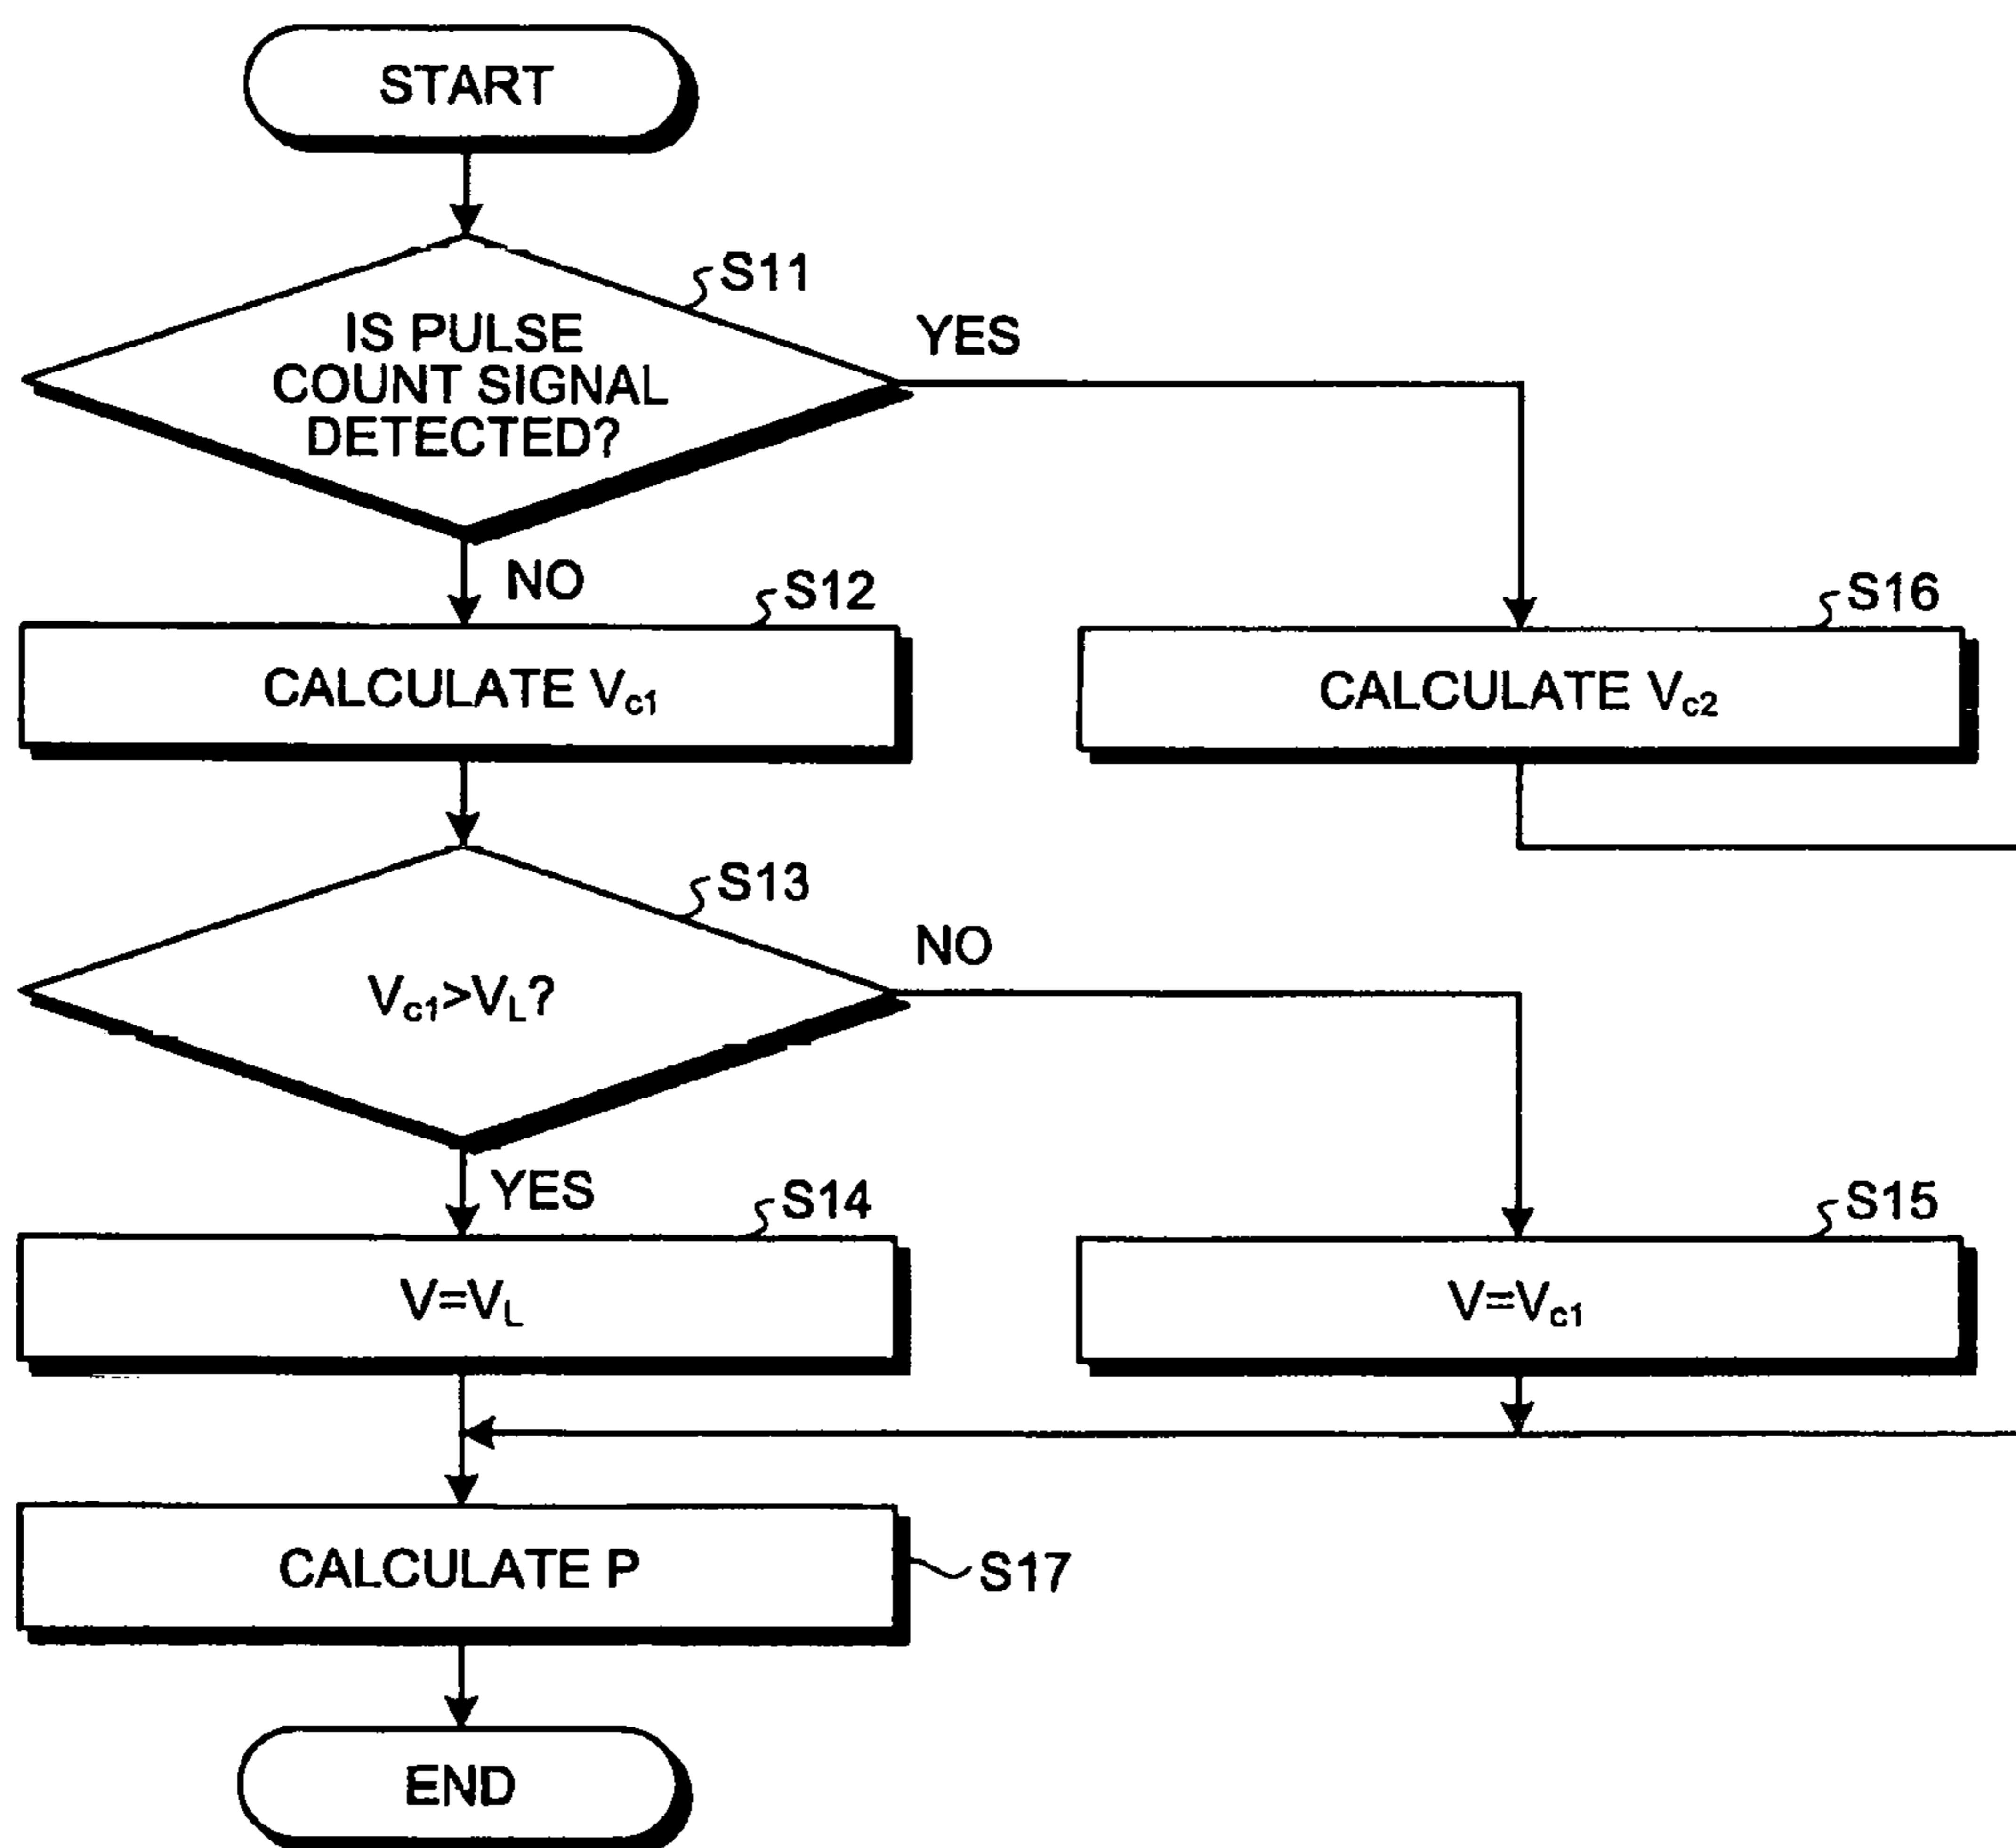 START
S11
IS PULSE
COUNT SIGNAL
DETECTED?
YES
NO
S12
CALCULATE Vc1
S16
CALCULATE Vc2
S13
Vc1>VL?
NO
YES
S14
V=VL
S15
V=Vc1
CALCULATE P
S17
END